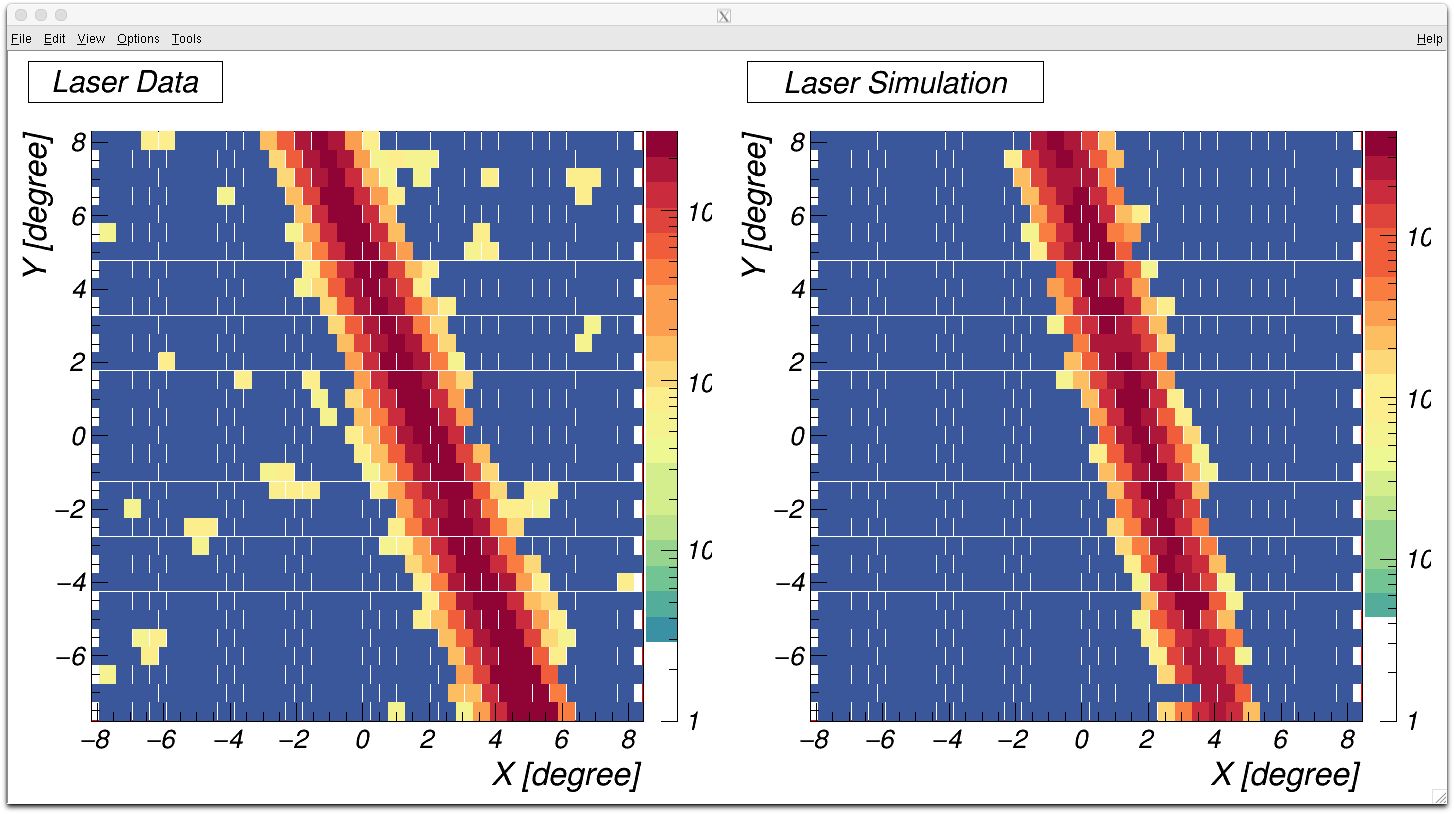 X
File Edit View Options Tools Help
Laser Data
Laser Simulation
Y [degree]
8
6
4
2
0
−2
−4
−6
−8 −6 −4 −2 0 2 4 6 8
X [degree]
10
10
10
1
Y [degree]
8
6
4
2
0
−2
−4
−6
−8 −6 −4 −2 0 2 4 6 8
X [degree]
10
10
10
1